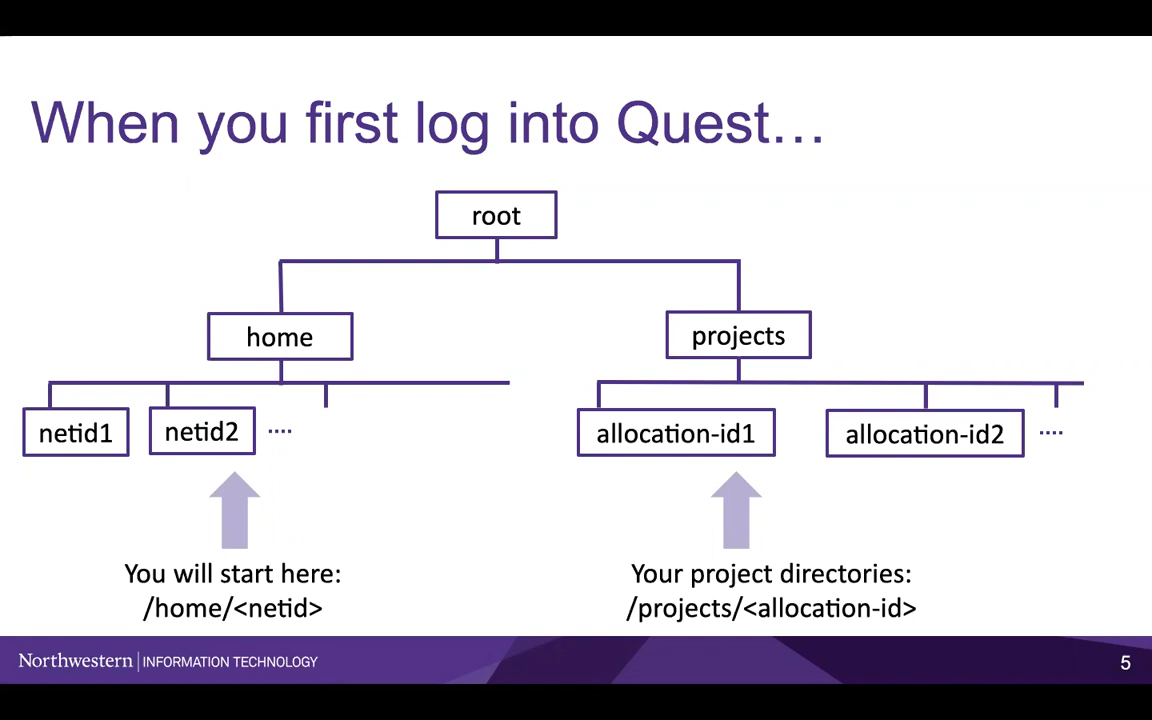 When you first log into Quest…
root
home
projects
netid1
netid2
....
allocation-id1
allocation-id2
....
You will start here:
/home/<netid>
Your project directories:
/projects/<allocation-id>
Northwestern | INFORMATION TECHNOLOGY
5